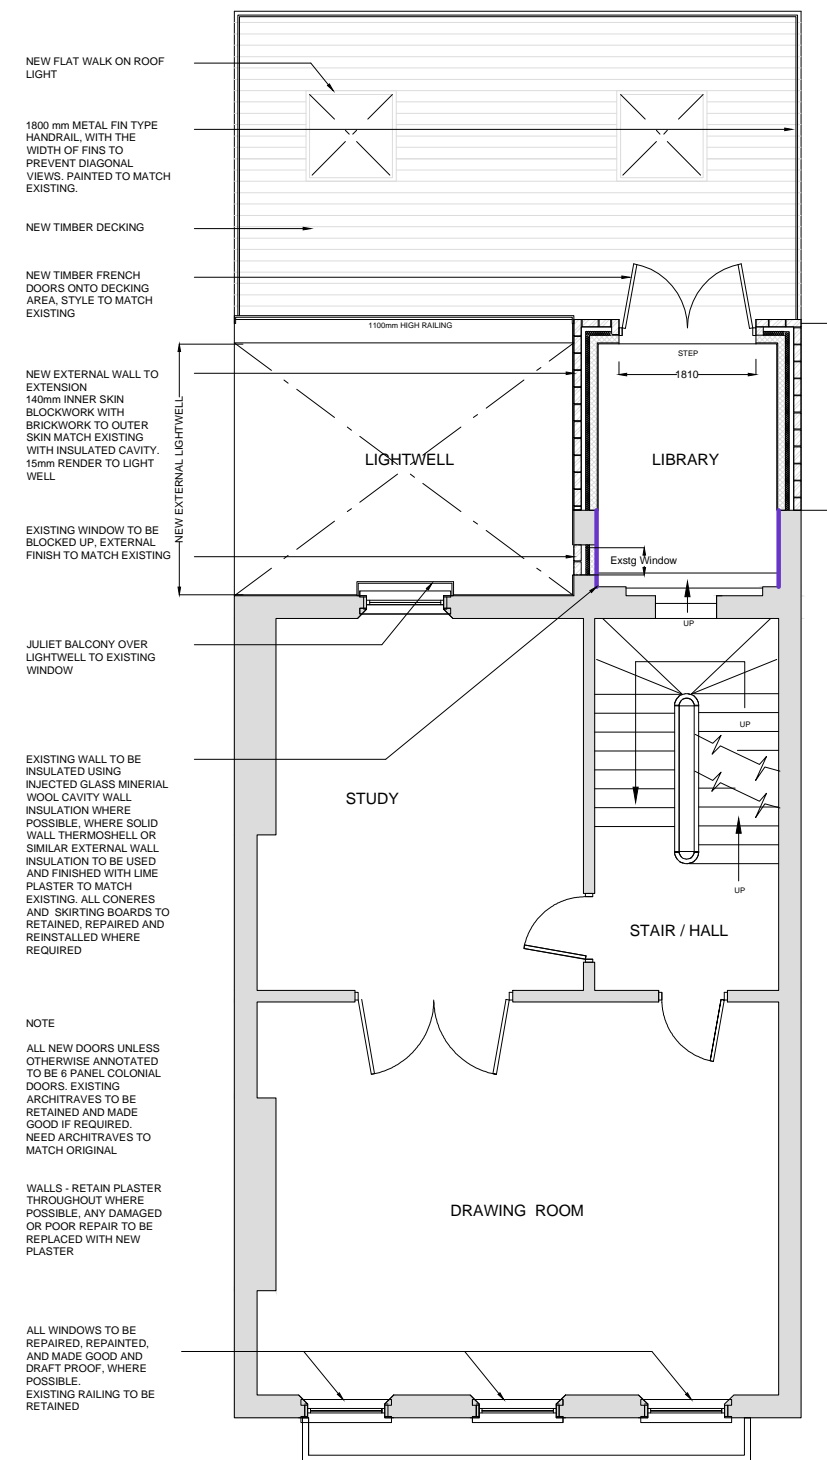 NEW FLAT WALK ON ROOF
LIGHT
1800 mm METAL FIN TYPE
HANDRAIL, WITH THE
WIDTH OF FINS TO
PREVENT DIAGONAL
VIEWS. PAINTED TO MATCH
EXISTING.
NEW TIMBER DECKING
NEW TIMBER FRENCH
DOORS ONTO DECKING
AREA, STYLE TO MATCH
EXISTING
1100mm HIGH RAILING
STEP
1810
NEW EXTERNAL WALL TO
EXTENSION
140mm INNER SKIN
BLOCKWORK WITH
BRICKWORK TO OUTER
SKIN MATCH EXISTING
WITH INSULATED CAVITY.
15mm RENDER TO LIGHT
WELL
NEW EXTERNAL LIGHTWELL
LIGHTWELL
LIBRARY
EXISTING WINDOW TO BE
BLOCKED UP, EXTERNAL
FINISH TO MATCH EXISTING
Exstg Window
UP
JULIET BALCONY OVER
LIGHTWELL TO EXISTING
WINDOW
UP
EXISTING WALL TO BE
INSULATED USING
INJECTED GLASS MINERIAL
WOOL CAVITY WALL
INSULATION WHERE
POSSIBLE, WHERE SOLID
WALL THERMOSHELL OR
SIMILAR EXTERNAL WALL
INSULATION TO BE USED
AND FINISHED WITH LIME
PLASTER TO MATCH
EXISTING. ALL CONERES
AND SKIRTING BOARDS TO
RETAINED, REPAIRED AND
REINSTALLED WHERE
REQUIRED
STUDY
UP
STAIR / HALL
NOTE
ALL NEW DOORS UNLESS
OTHERWISE ANNOTATED
TO BE 6 PANEL COLONIAL
DOORS. EXISTING
ARCHITRAVES TO BE
RETAINED AND MADE
GOOD IF REQUIRED.
NEED ARCHITRAVES TO
MATCH ORIGINAL
WALLS - RETAIN PLASTER
THROUGHOUT WHERE
POSSIBLE, ANY DAMAGED
OR POOR REPAIR TO BE
REPLACED WITH NEW
PLASTER
DRAWING ROOM
ALL WINDOWS TO BE
REPAIRED, REPAINTED,
AND MADE GOOD AND
DRAFT PROOF, WHERE
POSSIBLE.
EXISTING RAILING TO BE
RETAINED